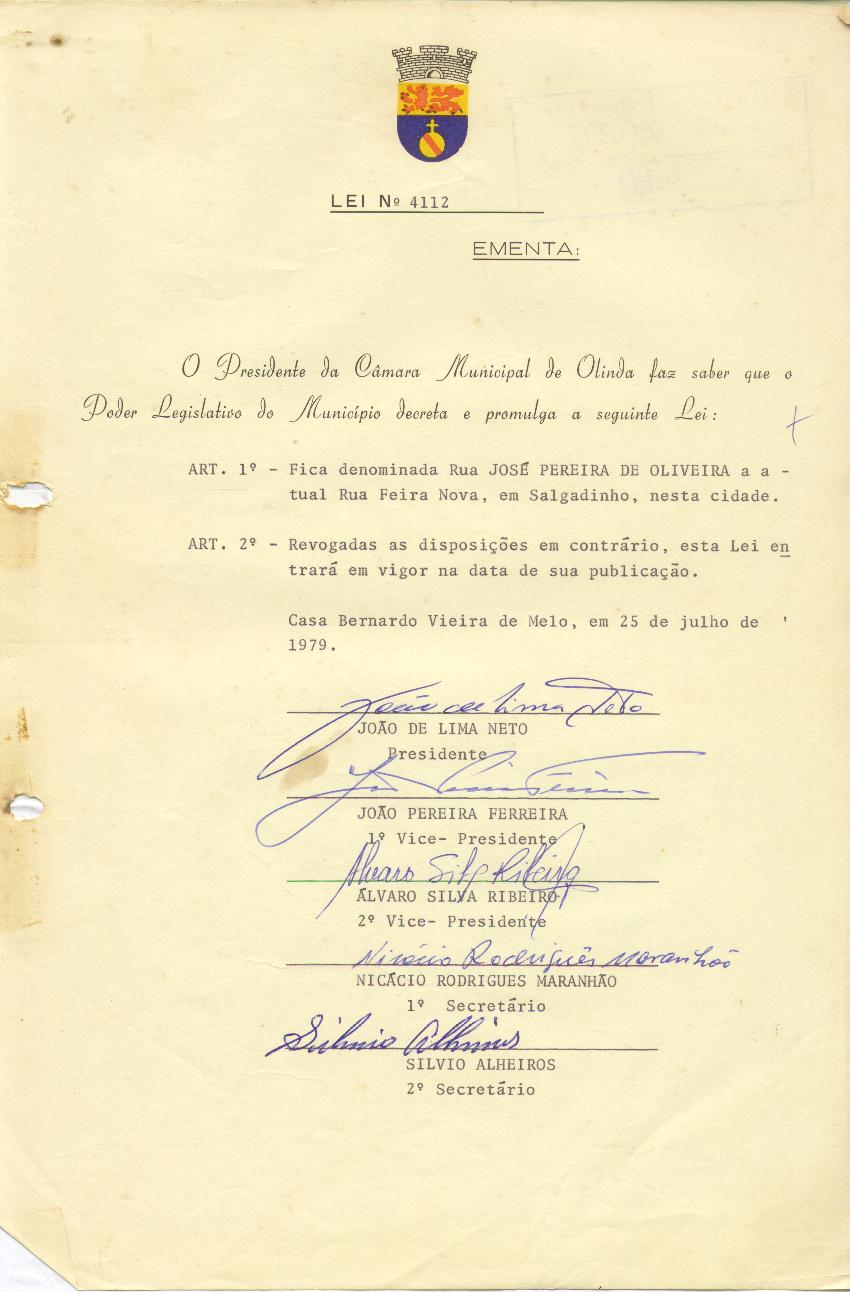 LEI Nº 4112
EMENTA:
O Presidente da Câmara Municipal de Olinda faz saber que o
Poder Legislativo do Município decreta e promulga a seguinte Lei:
ART. 1º - Fica denominada Rua JOSÉ PEREIRA DE OLIVEIRA a a -
tual Rua Feira Nova, em Salgadinho, nesta cidade.
ART. 2º - Revogadas as disposições em contrário, esta Lei en
trará em vigor na data de sua publicação.
Casa Bernardo Vieira de Melo, em 25 de julho de '
1979.
João de Lima Neto
JOÃO DE LIMA NETO
Presidente
JOÃO PEREIRA FERREIRA
1º Vice- Presidente
Alvaro Silva Ribeiro
ÁLVARO SILVA RIBEIRO
2º Vice- Presidente
Nicácio Rodrigues Maranhão
NICÁCIO RODRIGUES MARANHÃO
1º Secretário
Silvio Alheiros
SILVIO ALHEIROS
2º Secretário